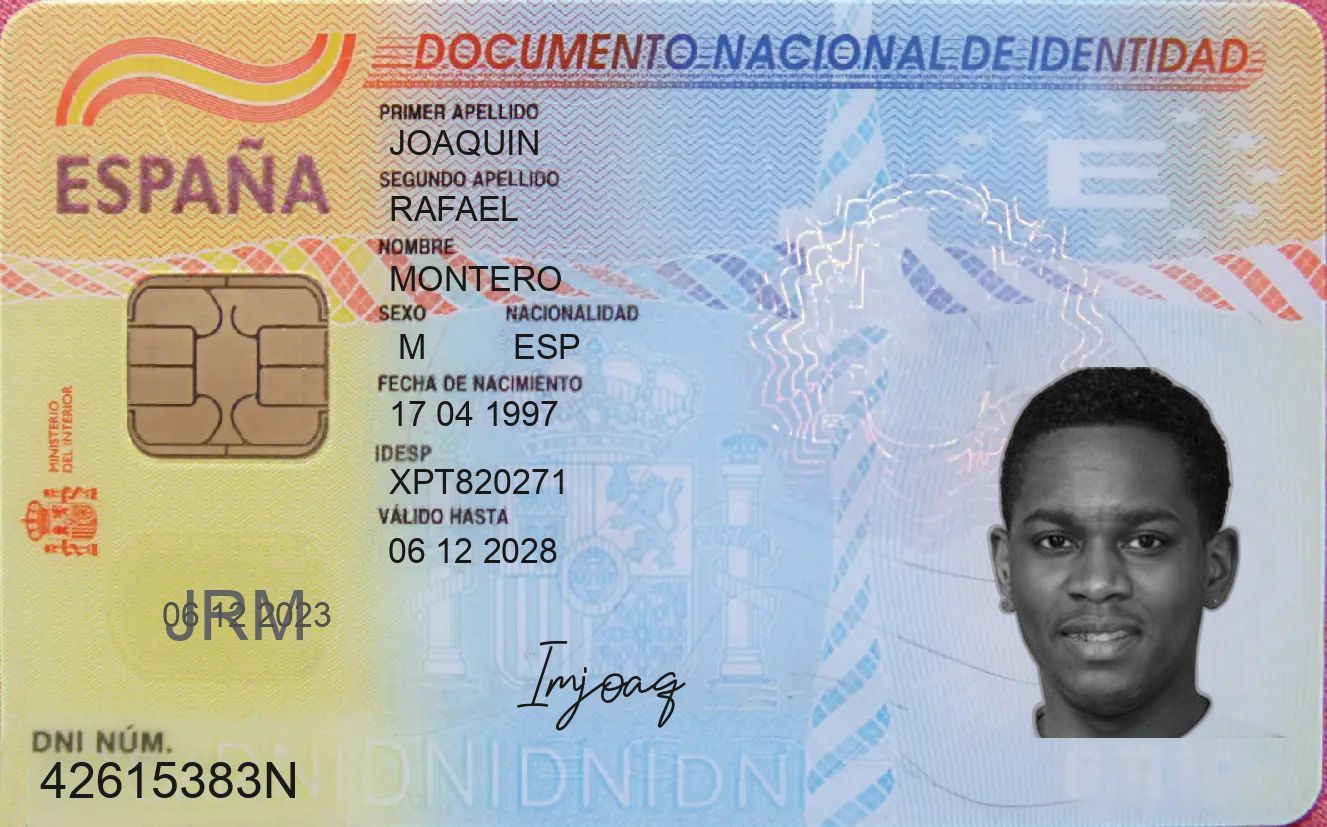 DOCUMENTO NACIONAL DE IDENTIDAD
ESPAÑA
PRIMER APELLIDO
JOAQUIN
SEGUNDO APELLIDO
RAFAEL
NOMBRE
MONTERO
SEXO NACIONALIDAD
M ESP
FECHA DE NACIMIENTO
17 04 1997
IDESP
XPT820271
VÁLIDO HASTA
06 12 2028
MINISTERIO
DEL INTERIOR
E
06 12 2023
JRM
Imjoaq
DNI NÚM.
42615383N
DNIDNIDNIDNI